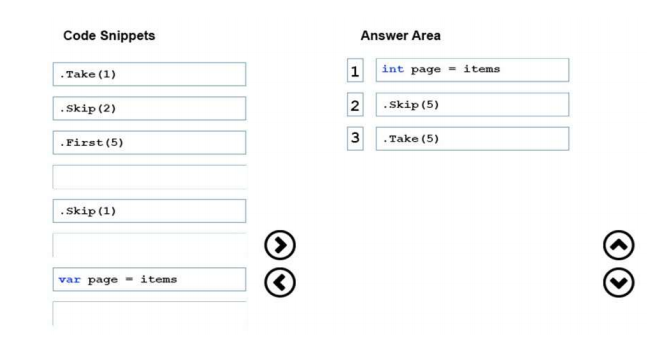 Code Snippets
.Take(1)
.Skip(2)
.First(5)
.Skip(1)
var page = items
Answer Area
1 int page = items
2 .Skip(5)
3 .Take(5)